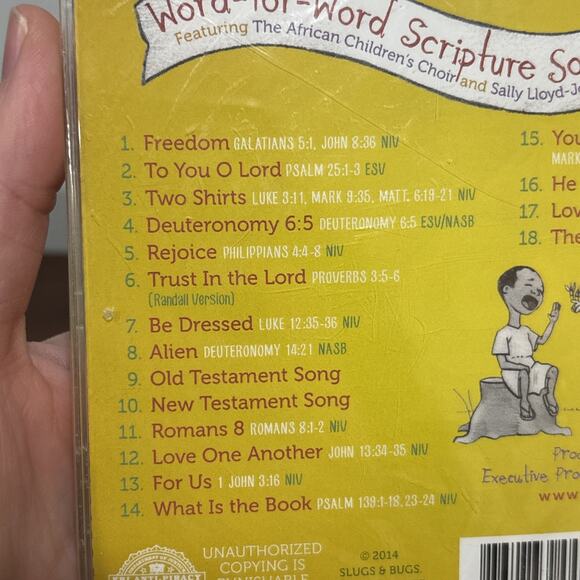 Word-for-Word Scripture
Featuring The African Children's Choir and Sally Lloyd-
1. Freedom GALATIANS 5:1, JOHN 8:36 NIV
2. To You O Lord PSALM 25:1-3 ESV
3. Two Shirts LUKE 3:11, MARK 9:35, MATT. 6:19-21 NIV
4. Deuteronomy 6:5 DEUTERONOMY 6:5 ESV/NASB
5. Rejoice PHILIPPIANS 4:4-8 NIV
6. Trust In the Lord PROVERBS 3:5-6
(Randall Version)
7. Be Dressed LUKE 12:35-36 NIV
8. Alien DEUTERONOMY 14:21 NASB
9. Old Testament Song
10. New Testament Song
11. Romans 8 ROMANS 8:1-2 NIV
12. Love One Another JOHN 13:34-35 NIV
13. For Us 1 JOHN 3:16 NIV
14. What Is the Book PSALM 139:1-18,23-24 NIV
15. You
MARK
16. He
17. Lov
18. The
Proc
Executive Pro
www.
UNAUTHORIZED
COPYING IS
PUNISHABLE
FBI ANTI-PIRACY
© 2014
SLUGS & BUGS.